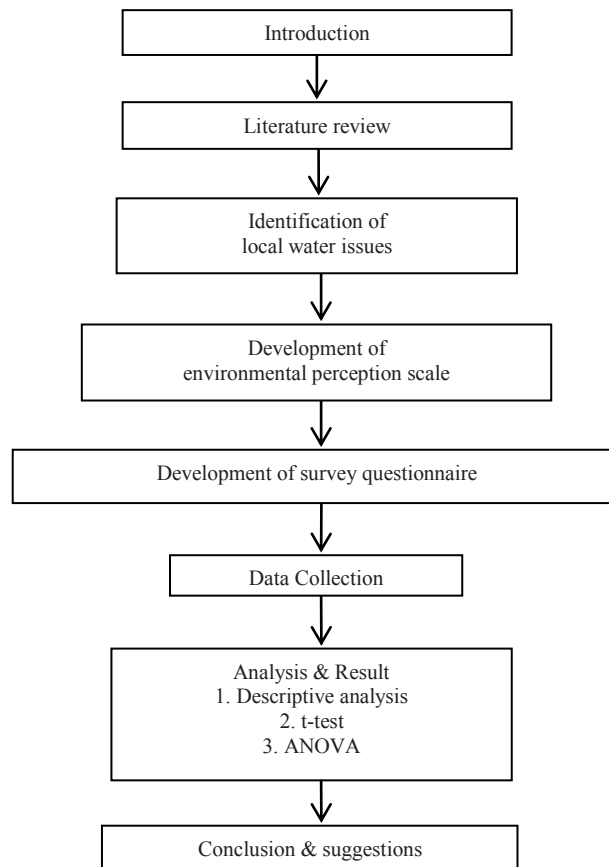 Introduction
Literature review
Identification of
local water issues
Development of
environmental perception scale
Development of survey questionnaire
Data Collection
Analysis & Result
1. Descriptive analysis
2. t-test
3. ANOVA
Conclusion & suggestions